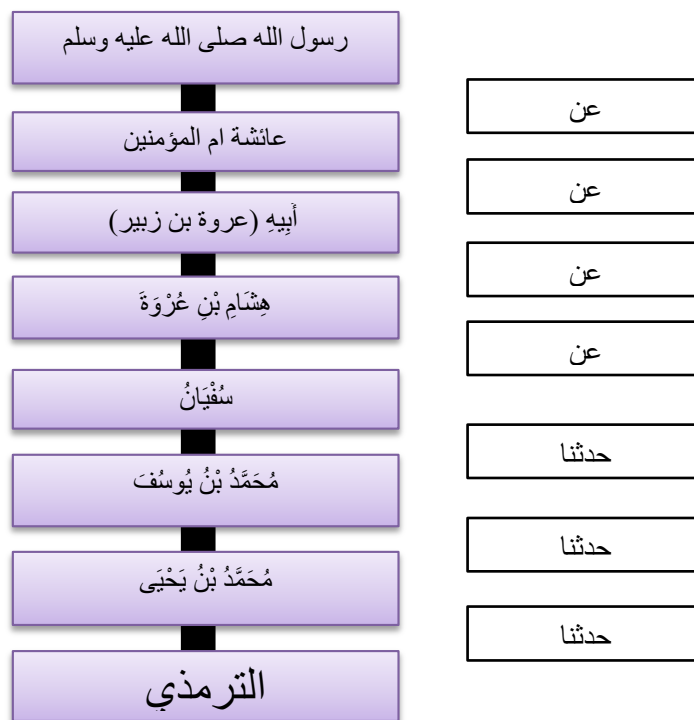 رسول الله صلى الله عليه وسلم
عن
عائشة ام المؤمنين
عن
أَبِيهِ (عروة بن زبير)
عن
هِشَامِ بْنِ عُرْوَةَ
عن
سُفْيَانُ
حدثنا
مُحَمَّدُ بْنُ يُوسُفَ
حدثنا
مُحَمَّدُ بْنُ يَحْيَى
حدثنا
الترمذي